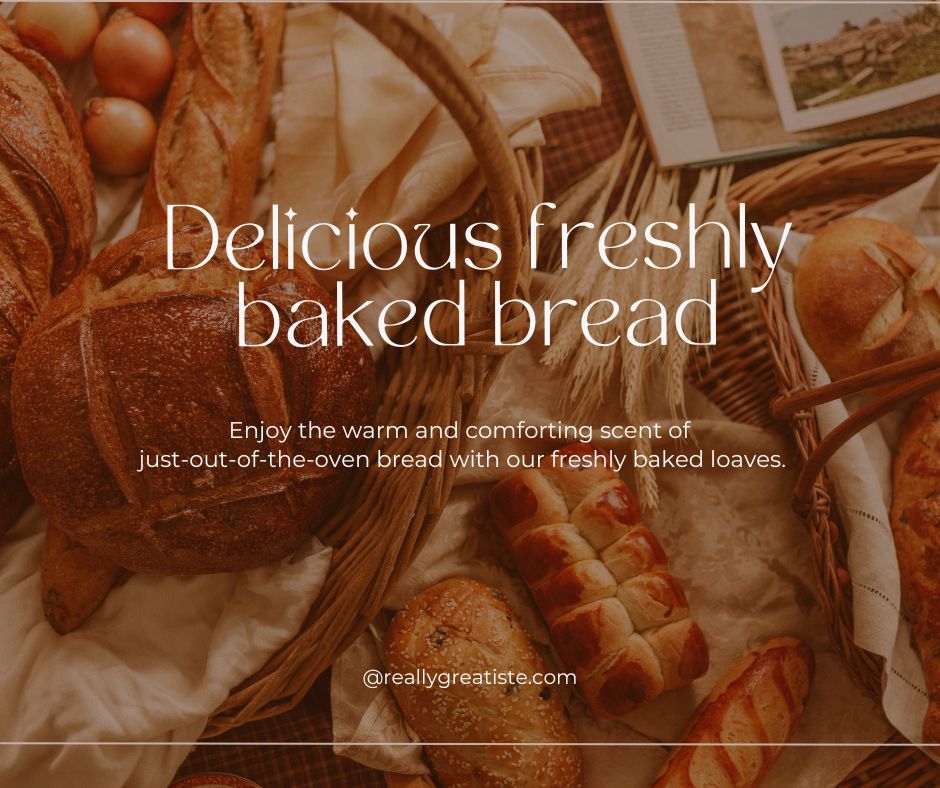 Delicious freshly
baked bread
Enjoy the warm and comforting scent of
just-out-of-the-oven bread with our freshly baked loaves.
@reallygreatiste.com